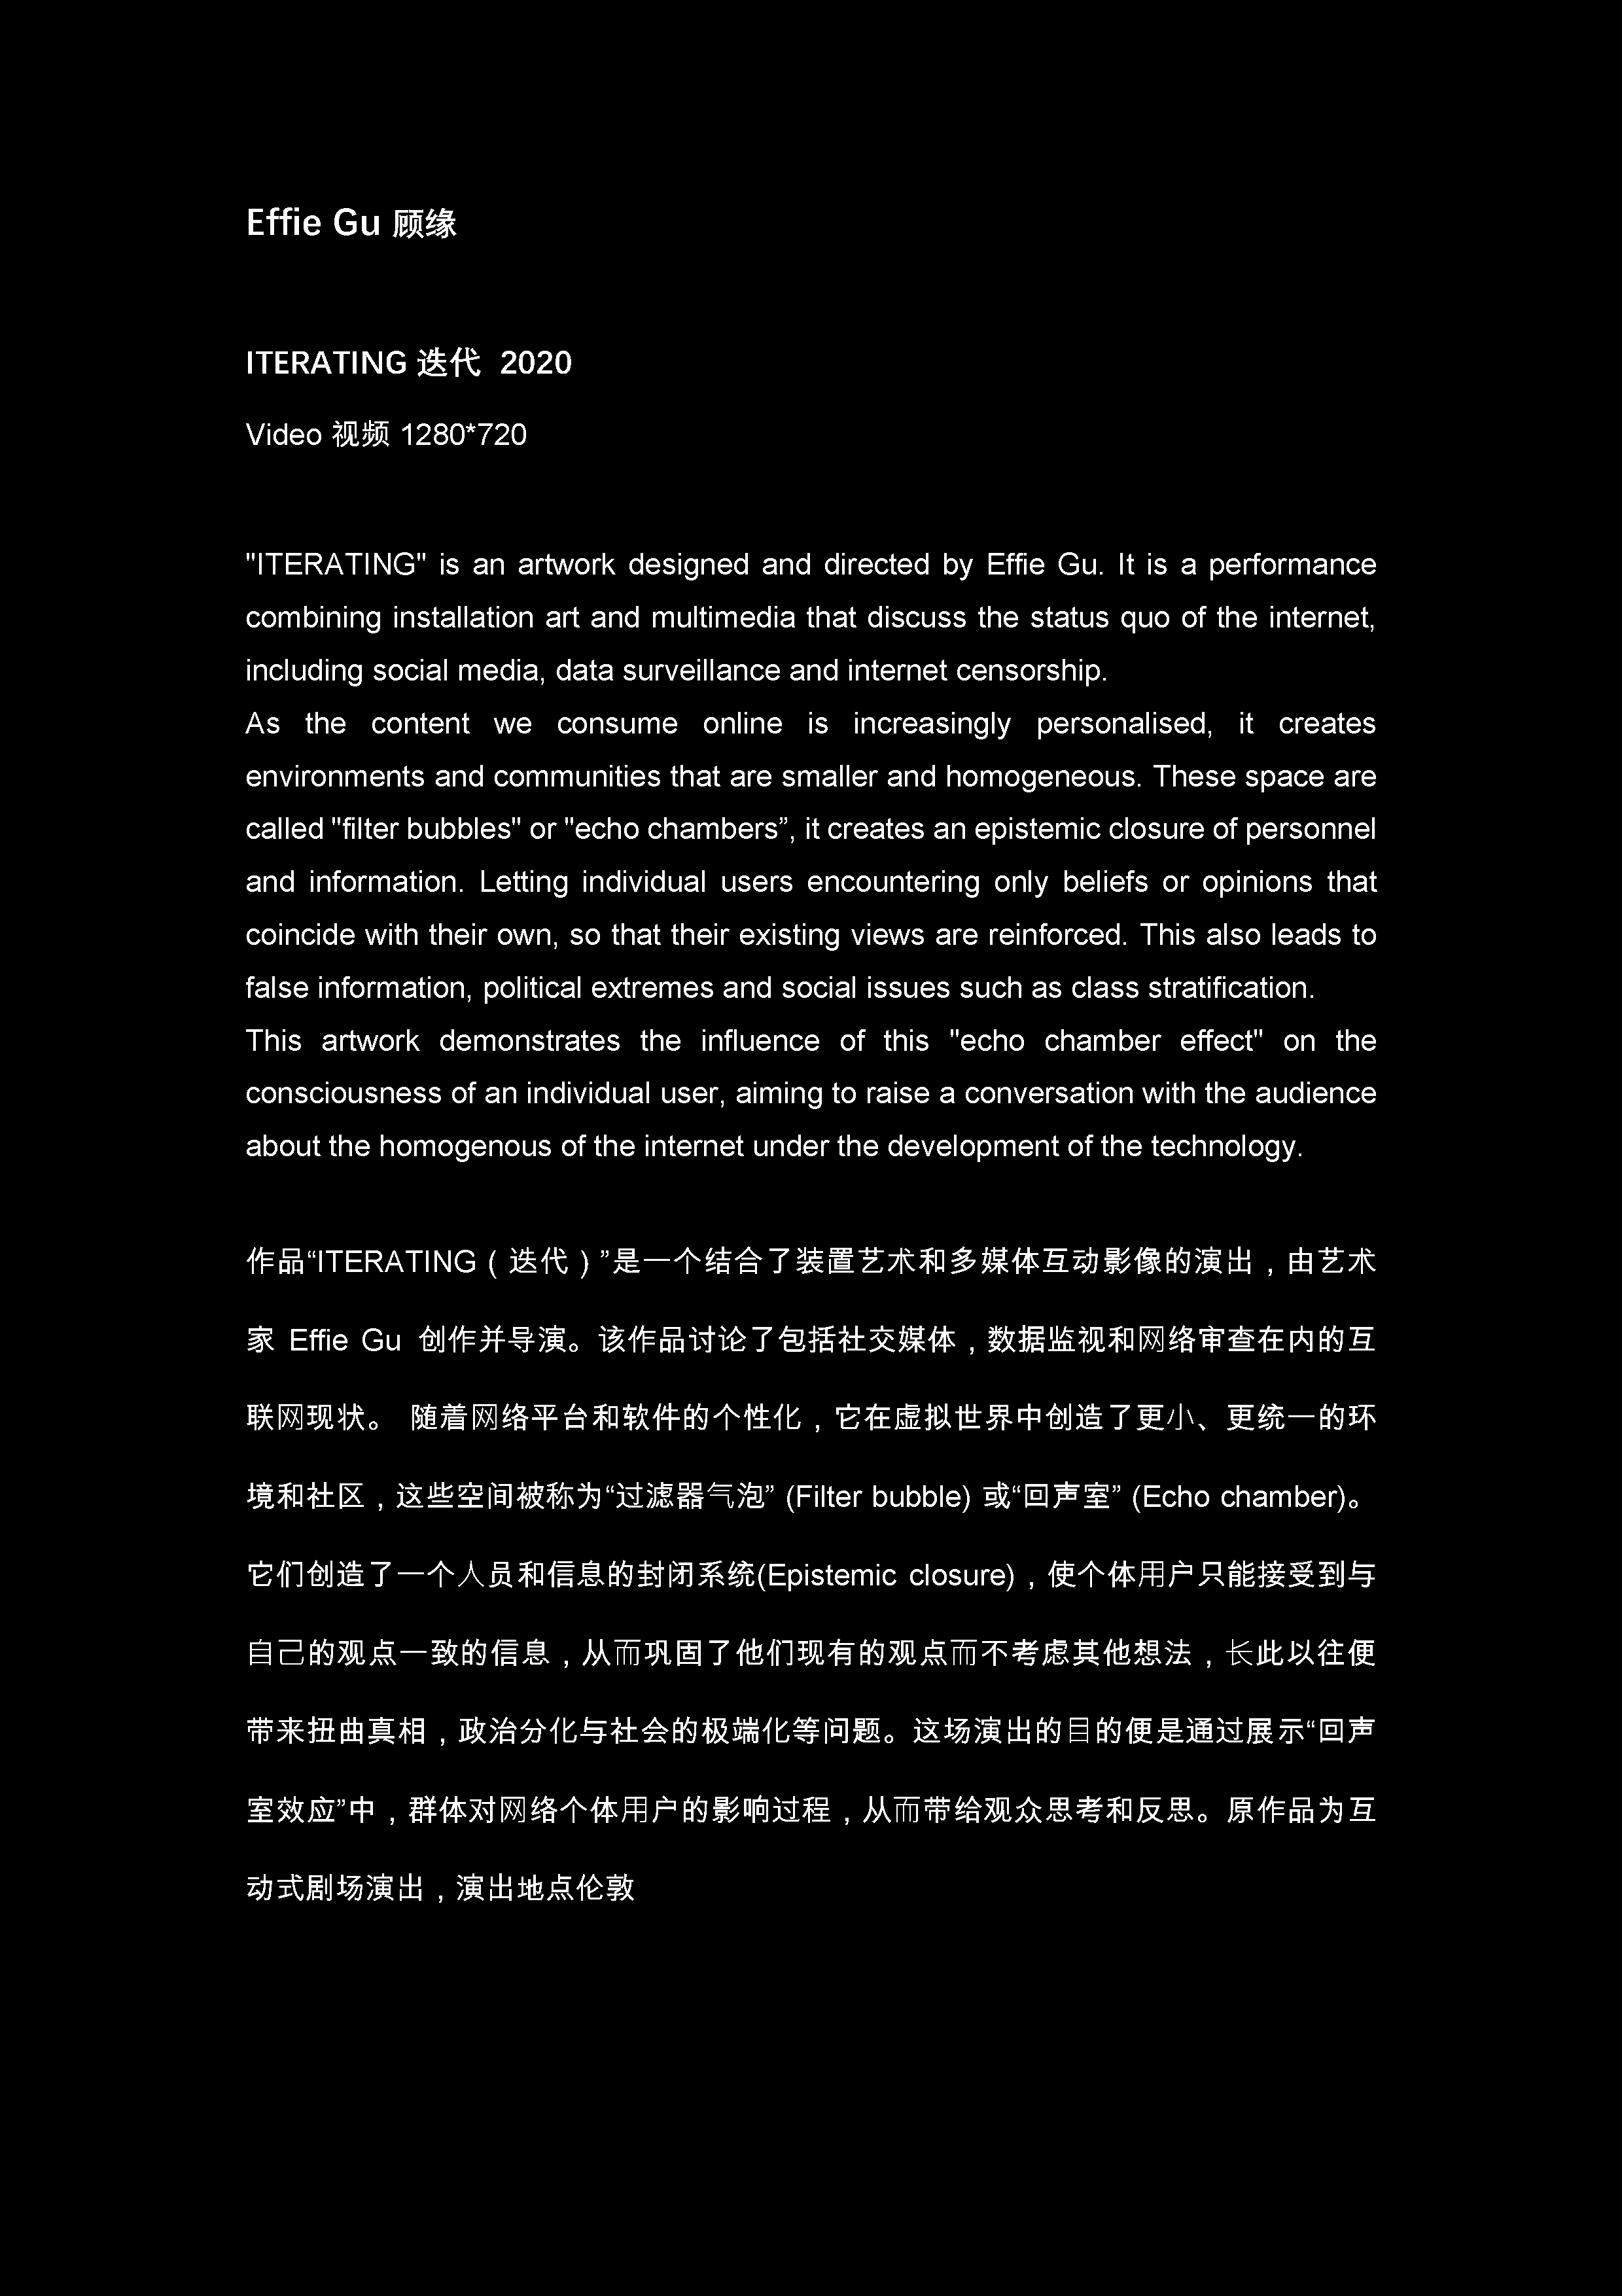 Effie Gu 顾缘
ITERATING 迭代 2020
Video 视频 1280*720
"ITERATING" is an artwork designed and directed by Effie Gu. It is a performance
combining installation art and multimedia that discuss the status quo of the internet,
including social media, data surveillance and internet censorship.
As the content we consume online is increasingly personalised, it creates
environments and communities that are smaller and homogeneous. These space are
called "filter bubbles" or "echo chambers”, it creates an epistemic closure of personnel
and information. Letting individual users encountering only beliefs or opinions that
coincide with their own, so that their existing views are reinforced. This also leads to
false information, political extremes and social issues such as class stratification.
This artwork demonstrates the influence of this "echo chamber effect" on the
consciousness of an individual user, aiming to raise a conversation with the audience
about the homogenous of the internet under the development of the technology.
作品“ITERATING（迭代）”是一个结合了装置艺术和多媒体互动影像的演出，由艺术
家 Effie Gu 创作并导演。该作品讨论了包括社交媒体，数据监视和网络审查在内的互
联网现状。 随着网络平台和软件的个性化，它在虚拟世界中创造了更小、更统一的环
境和社区，这些空间被称为“过滤器气泡” (Filter bubble) 或“回声室” (Echo chamber)。
它们创造了一个人员和信息的封闭系统(Epistemic closure)，使个体用户只能接受到与
自己的观点一致的信息，从而巩固了他们现有的观点而不考虑其他想法，长此以往便
带来扭曲真相，政治分化与社会的极端化等问题。这场演出的目的便是通过展示“回声
室效应”中，群体对网络个体用户的影响过程，从而带给观众思考和反思。原作品为互
动式剧场演出，演出地点伦敦